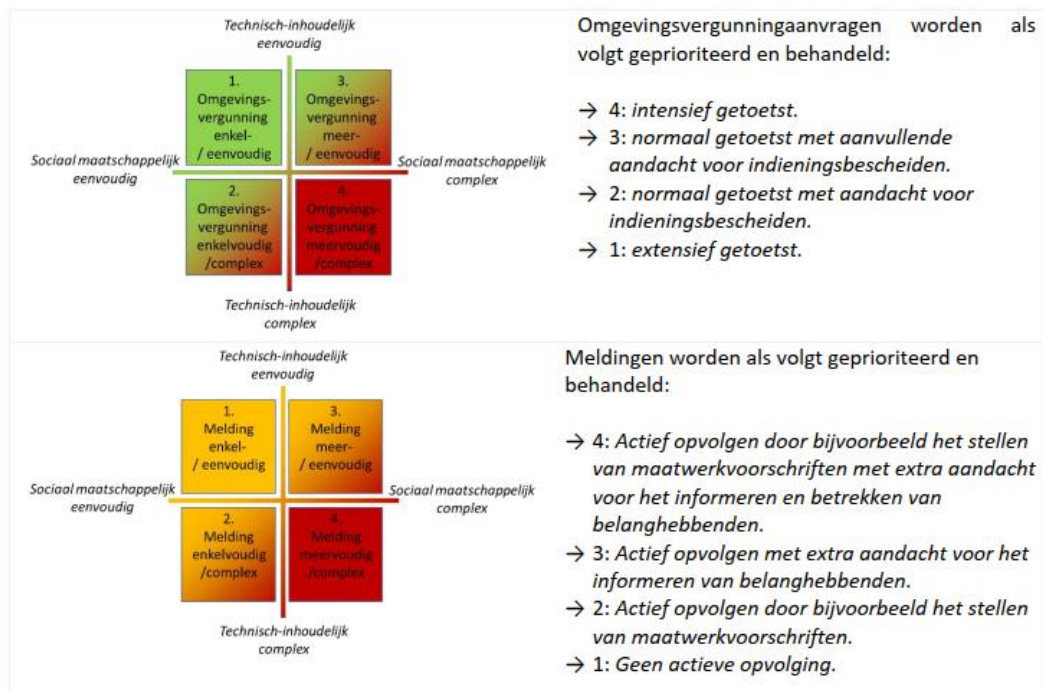 Technisch-inhoudelijk
eenvoudig
1.
Omgevings-
vergunning
enkel-
/ eenvoudig
3.
Omgevings-
vergunning
meer-
/ eenvoudig
Sociaal maatschappelijk
eenvoudig
Sociaal maatschappelijk
complex
2.
Omgevings-
vergunning
enkelvoudig
/complex
4.
Omgevings-
vergunning
meervoudig
/complex
Technisch-inhoudelijk
complex
Omgevingsvergunningaanvragen worden als
volgt geprioriteerd en behandeld:
→ 4: intensief getoetst.
→ 3: normaal getoetst met aanvullende
aandacht voor indieningsbescheiden.
→ 2: normaal getoetst met aandacht voor
indieningsbescheiden.
→ 1: extensief getoetst.
Technisch-inhoudelijk
eenvoudig
1.
Melding
enkel-
/ eenvoudig
3.
Melding
meer-
/ eenvoudig
Sociaal maatschappelijk
eenvoudig
Sociaal maatschappelijk
complex
2.
Melding
enkelvoudig
/complex
4.
Melding
meervoudig
/complex
Technisch-inhoudelijk
complex
Meldingen worden als volgt geprioriteerd en
behandeld:
→ 4: Actief opvolgen door bijvoorbeeld het stellen
van maatwerkvoorschriften met extra aandacht
voor het informeren en betrekken van
belanghebbenden.
→ 3: Actief opvolgen met extra aandacht voor het
informeren van belanghebbenden.
→ 2: Actief opvolgen door bijvoorbeeld het stellen
van maatwerkvoorschriften.
→ 1: Geen actieve opvolging.